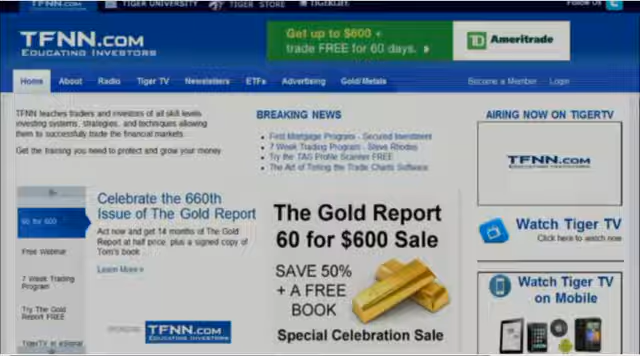 TFNN.COM
TIGER UNIVERSITY
TIGER STORE
TIGERLIFE
Follow Us
TFNN.COM
EDUCATING INVESTORS
Get up to $600 +
trade FREE for 60 days.
TD Ameritrade
Home About Radio Tiger TV Newsletters ETFs Advertising Gold/Metals Become a Member Login
TFNN teaches traders and investors of all skill levels
investing systems, strategies, and techniques allowing
them to successfully trade the financial markets.
Get the training you need to protect and grow your money
BREAKING NEWS
First Mortgage Program - Secured Investment
7 Week Trading Program - Steve Rhodes
Try the TAS Profile Scanner FREE
The Art of Timing the Trade Charts Software
AIRING NOW ON TIGERTV
TFNN.COM
Watch Tiger TV
Click here to watch now
Watch Tiger TV
on Mobile
60 for 600
Free Webinar
7 Week Trading
Program
Try The Gold
Report FREE
Celebrate the 660th
Issue of The Gold Report
Act now and get 14 months of The Gold
Report at half price, plus a signed copy of
Tom's book
Learn More »
TFNN.COM
EDUCATING INVESTORS
The Gold Report
60 for $600 Sale
SAVE 50%
+ A FREE
BOOK
Special Celebration Sale